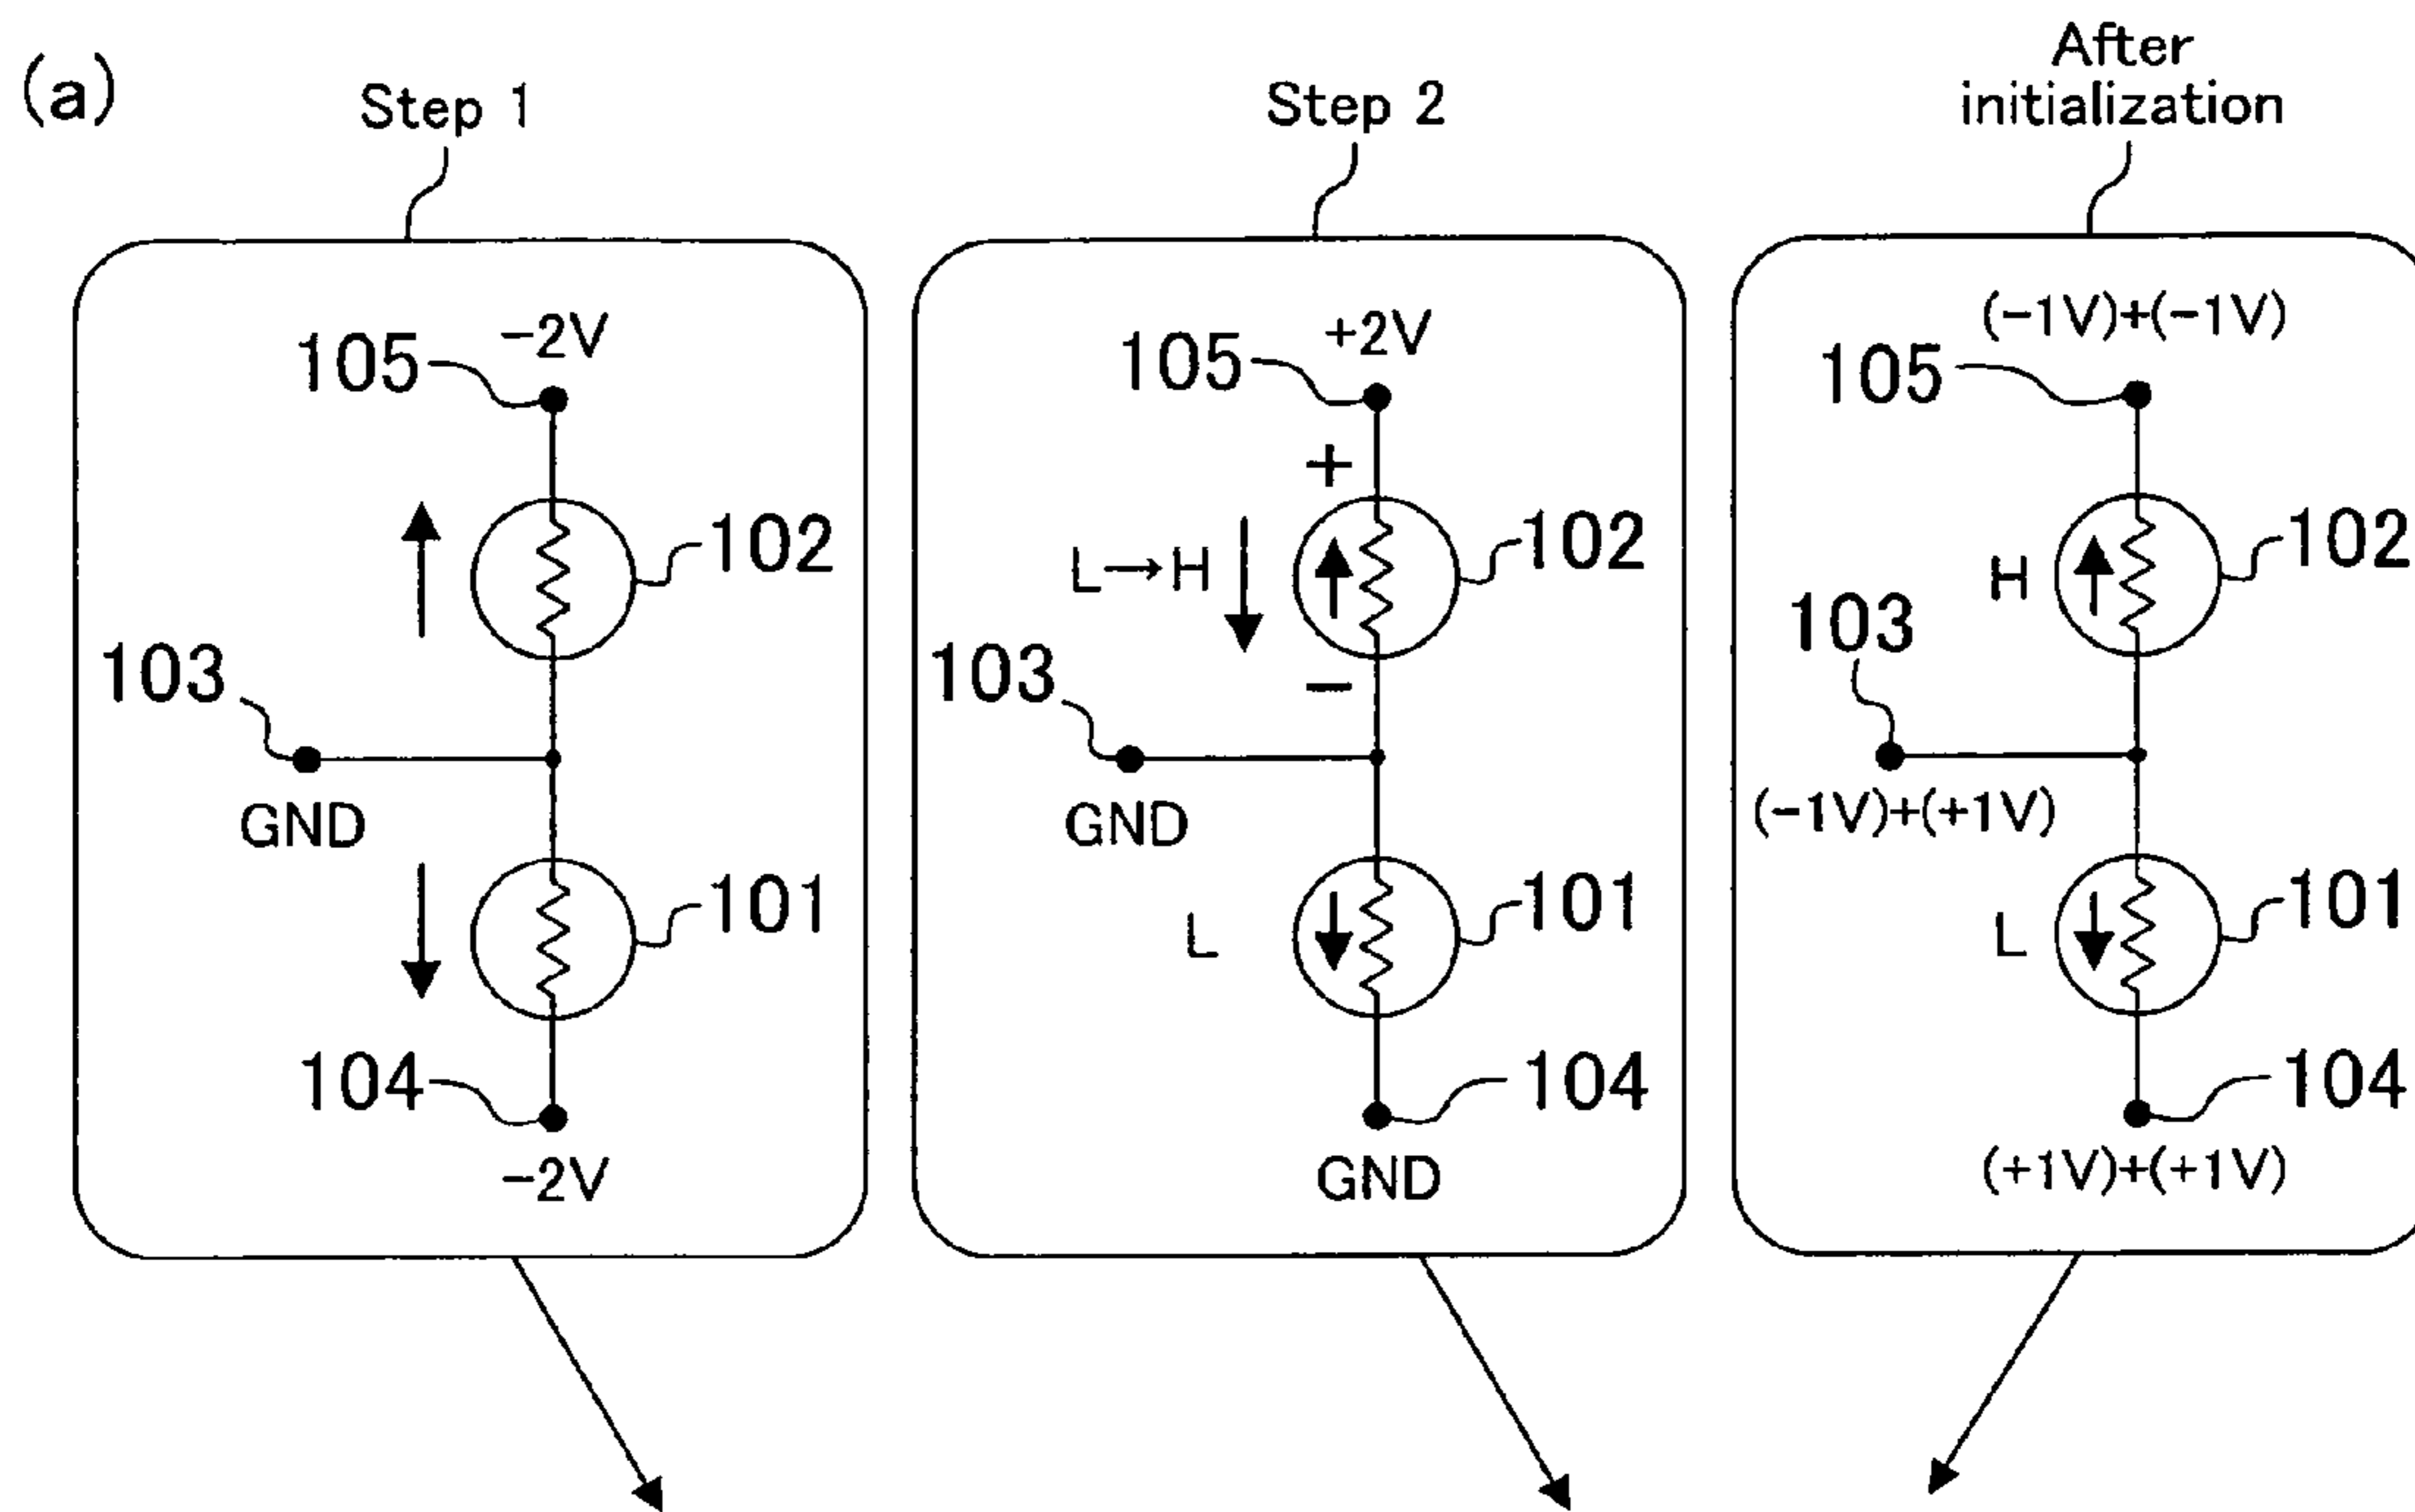 (a)
Step 1
Step 2
After
initialization
−2V
105
102
103
GND
101
104
−2V
+2V
105
+
L→H
102
103
−
GND
L
101
104
GND
(−1V)+(−1V)
105
H
102
103
(−1V)+(+1V)
L
101
104
(+1V)+(+1V)